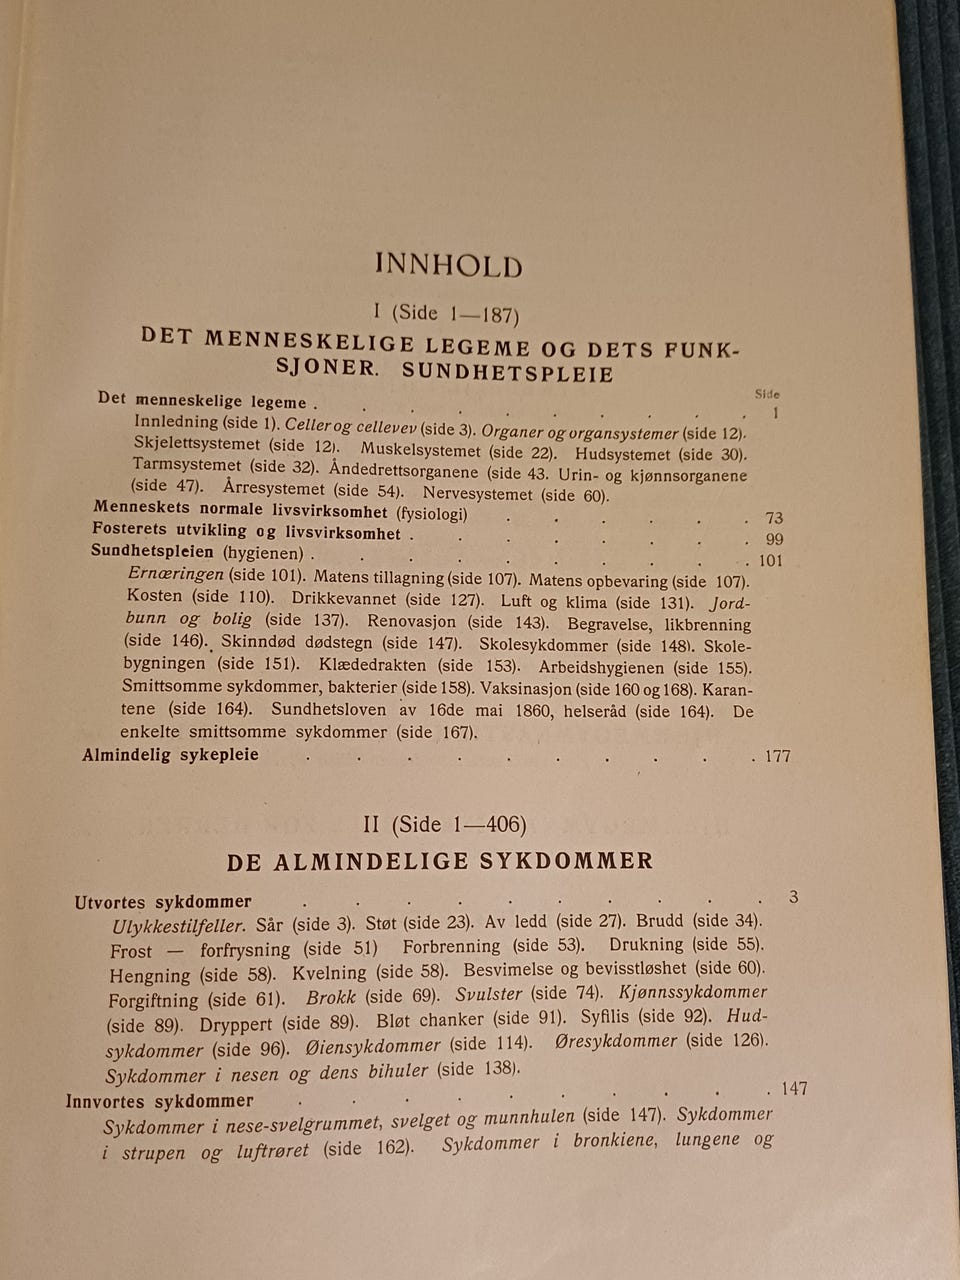 INNHOLD
I (Side 1—187)
DET MENNESKELIGE LEGEME OG DETS FUNK-
SJONER. SUNDHETSPLEIE
Side
Det menneskelige legeme . . . . . . . . . . 1
Innledning (side 1). Celler og cellevev (side 3). Organer og organsystemer (side 12).
Skjelettsystemet (side 12). Muskelsystemet (side 22). Hudsystemet (side 30).
Tarmsystemet (side 32). Åndedrettsorganene (side 43. Urin- og kjønnsorganene
(side 47). Årresystemet (side 54). Nervesystemet (side 60).
Menneskets normale livsvirksomhet (fysiologi) . . . . . . 73
Fosterets utvikling og livsvirksomhet . . . . . . . . 99
Sundhetspleien (hygienen) . . . . . . . . . . 101
Ernæringen (side 101). Matens tillagning (side 107). Matens opbevaring (side 107).
Kosten (side 110). Drikkevannet (side 127). Luft og klima (side 131). Jord-
bunn og bolig (side 137). Renovasjon (side 143). Begravelse, likbrenning
(side 146). Skinndød dødstegn (side 147). Skolesykdommer (side 148). Skole-
bygningen (side 151). Klædedrakten (side 153). Arbeidshygienen (side 155).
Smittsomme sykdommer, bakterier (side 158). Vaksinasjon (side 160 og 168). Karan-
tene (side 164). Sundhetsloven av 16de mai 1860, helseråd (side 164). De
enkelte smittsomme sykdommer (side 167).
Almindelig sykepleie . . . . . . . . . . 177
II (Side 1—406)
DE ALMINDELIGE SYKDOMMER
Utvortes sykdommer . . . . . . . . . . 3
Ulykkestilfeller. Sår (side 3). Støt (side 23). Av ledd (side 27). Brudd (side 34).
Frost — forfrysning (side 51) Forbrenning (side 53). Drukning (side 55).
Hengning (side 58). Kvelning (side 58). Besvimelse og bevisstløshet (side 60).
Forgiftning (side 61). Brokk (side 69). Svulster (side 74). Kjønnssykdommer
(side 89). Dryppert (side 89). Bløt chanker (side 91). Syfilis (side 92). Hud-
sykdommer (side 96). Øiensykdommer (side 114). Øresykdommer (side 126).
Sykdommer i nesen og dens bihuler (side 138).
Innvortes sykdommer . . . . . . . . . . 147
Sykdommer i nese-svelgrummet, svelget og munnhulen (side 147). Sykdommer
i strupen og luftrøret (side 162). Sykdommer i bronkiene, lungene og